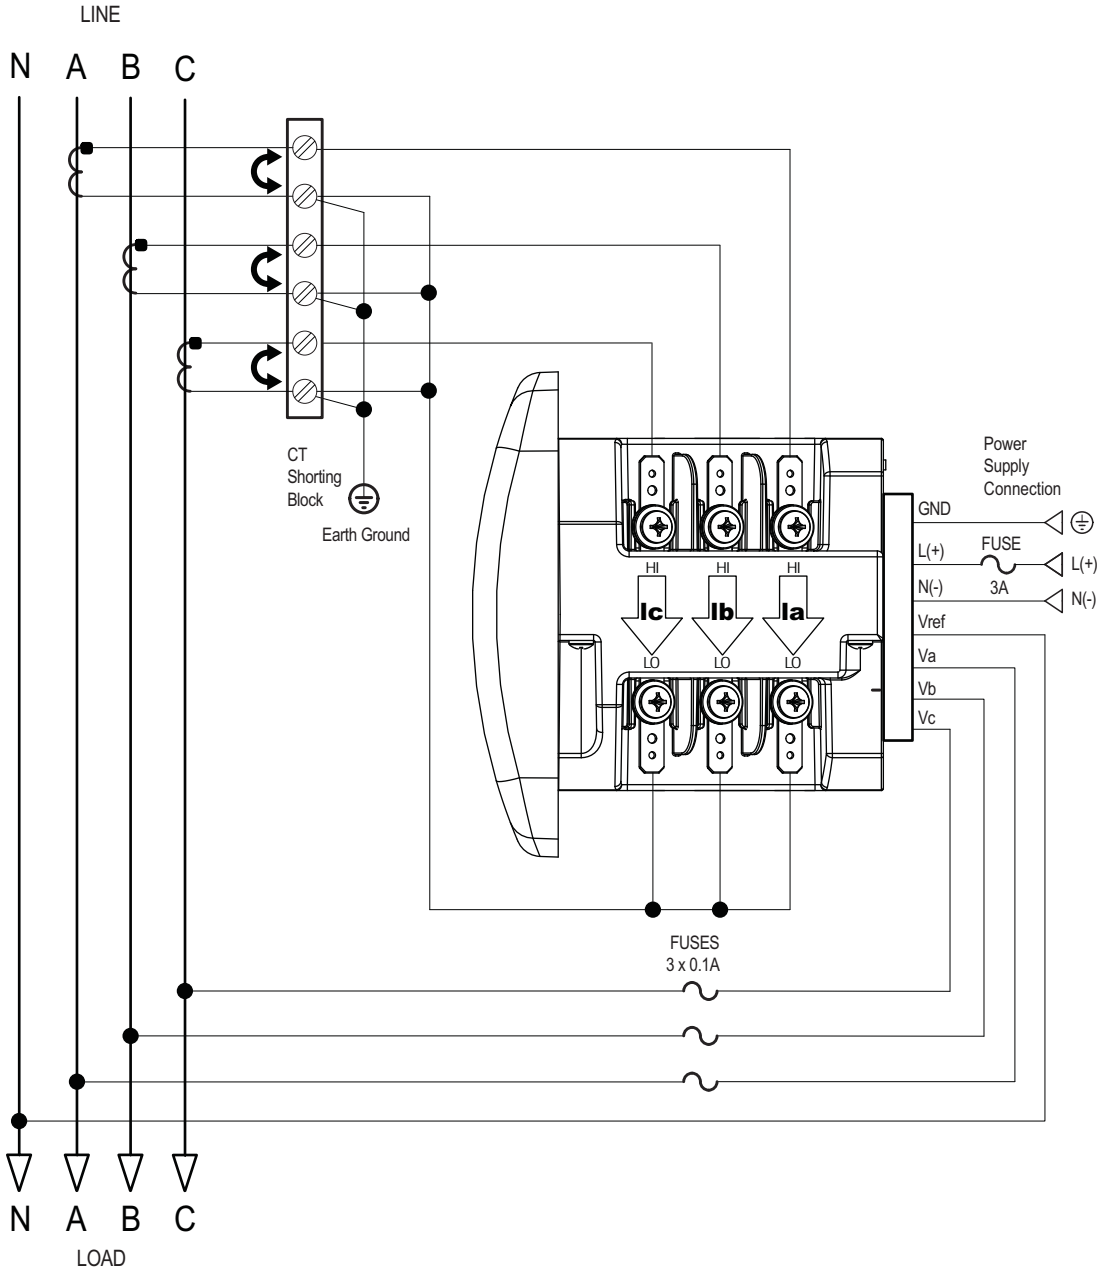 LINE
N A B C
CT
Shorting
Block
Earth Ground
Power
Supply
Connection
GND
L(+)
FUSE
L(+)
N(-)
3A
N(-)
Vref
Va
Vb
Vc
HI HI HI
Ic Ib Ia
LO LO LO
FUSES
3 x 0.1A
N A B C
LOAD